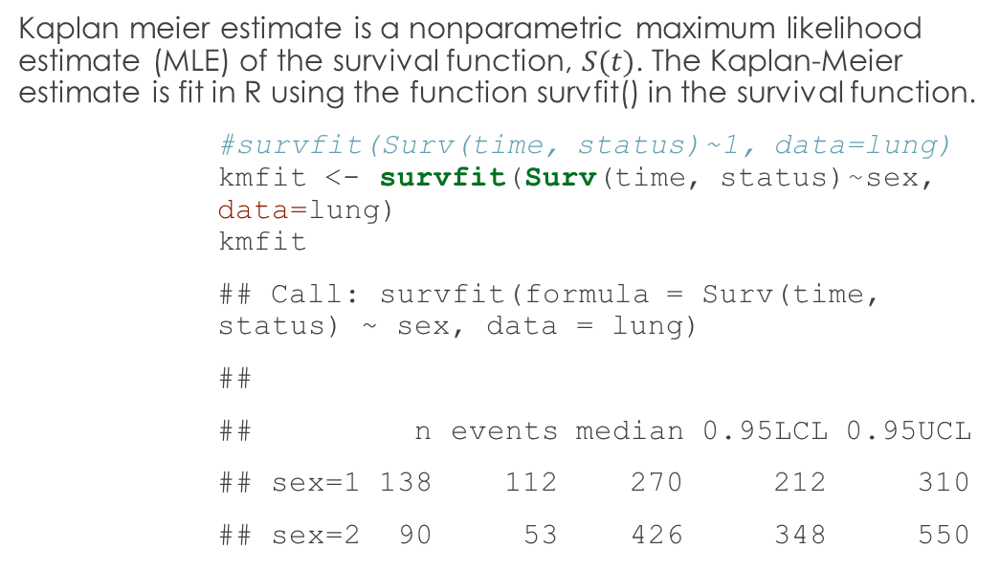 Kaplan meier estimate is a nonparametric maximum likelihood
estimate (MLE) of the survival function, S(t). The Kaplan-Meier
estimate is fit in R using the function survfit() in the survival function.
#survfit(Surv(time, status)~1, data=lung)
kmfit <- survfit(Surv(time, status)~sex,
data=lung)
kmfit
## Call: survfit(formula = Surv(time,
status) ~ sex, data = lung)
##
## n events median 0.95LCL 0.95UCL
## sex=1 138 112 270 212 310
## sex=2 90 53 426 348 550